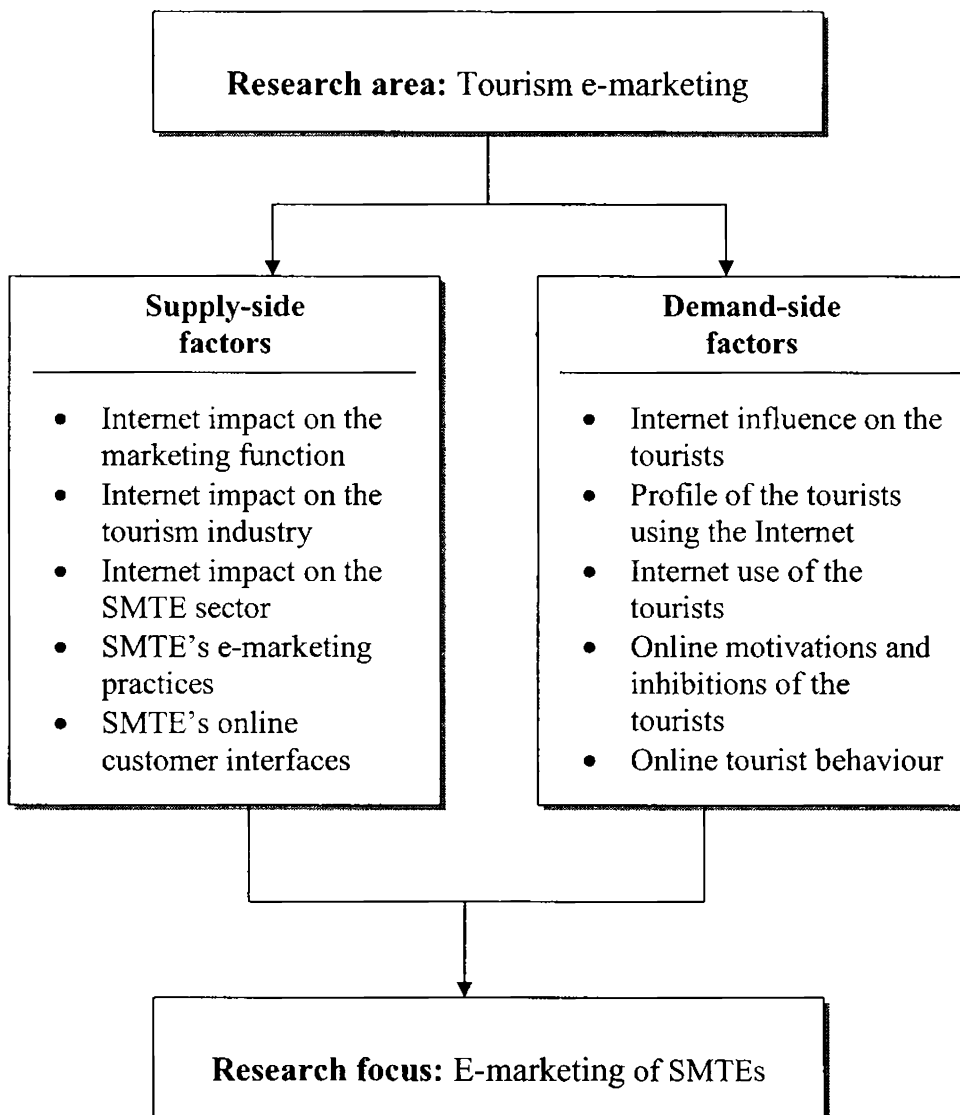 Research area: Tourism e-marketing
Supply-side
factors
• Internet impact on the
marketing function
• Internet impact on the
tourism industry
• Internet impact on the
SMTE sector
• SMTE's e-marketing
practices
• SMTE's online
customer interfaces
Demand-side
factors
• Internet influence on the
tourists
• Profile of the tourists
using the Internet
• Internet use of the
tourists
• Online motivations and
inhibitions of the
tourists
• Online tourist behaviour
Research focus: E-marketing of SMTEs